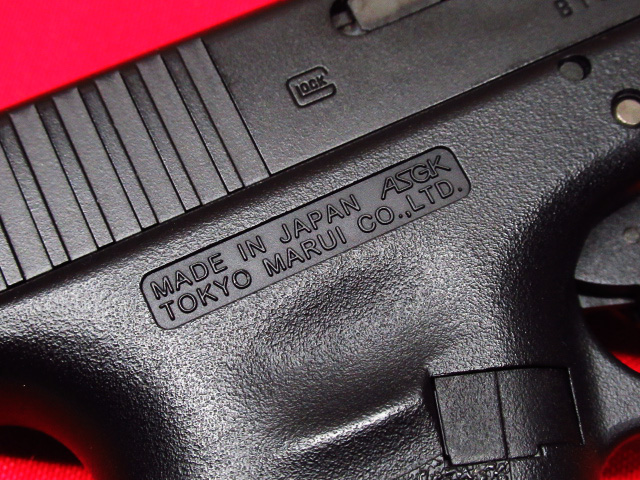 GLOCK
MADE IN JAPAN ASGK
TOKYO MARUI CO.,LTD.